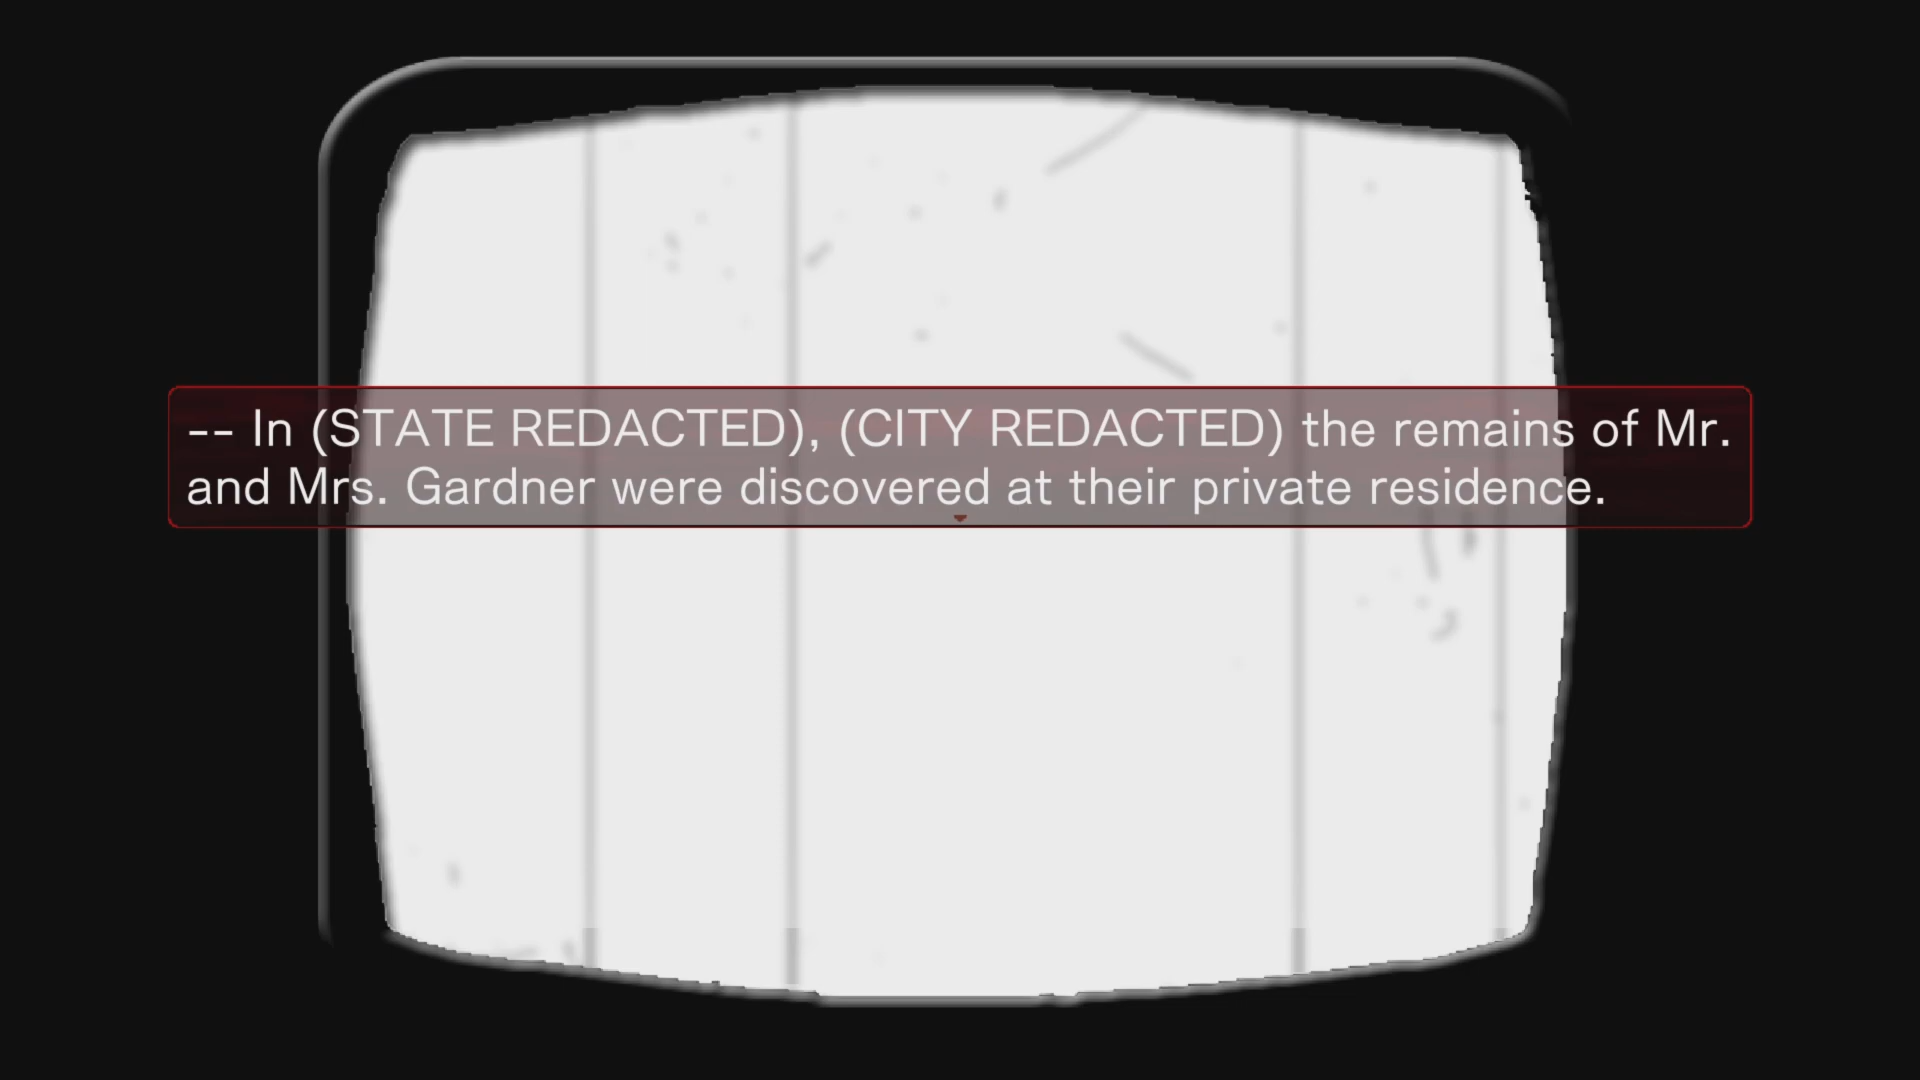 -- In (STATE REDACTED), (CITY REDACTED) the remains of Mr.
and Mrs. Gardner were discovered at their private residence.